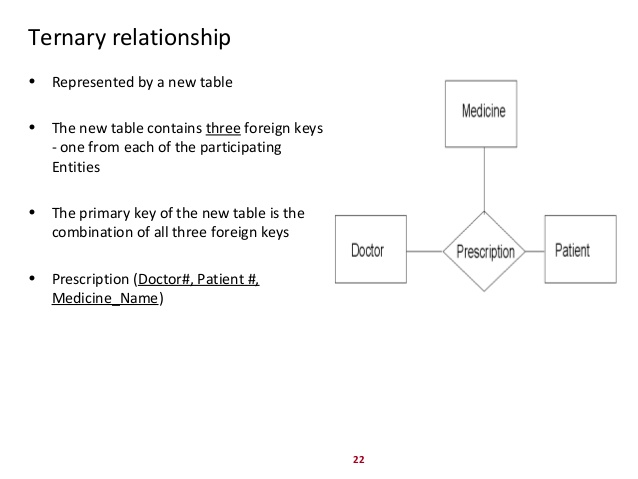 Ternary relationship
• Represented by a new table
• The new table contains three foreign keys
- one from each of the participating
Entities
• The primary key of the new table is the
combination of all three foreign keys
• Prescription (Doctor#, Patient #,
Medicine_Name)
Medicine
Doctor
Prescription
Patient
22